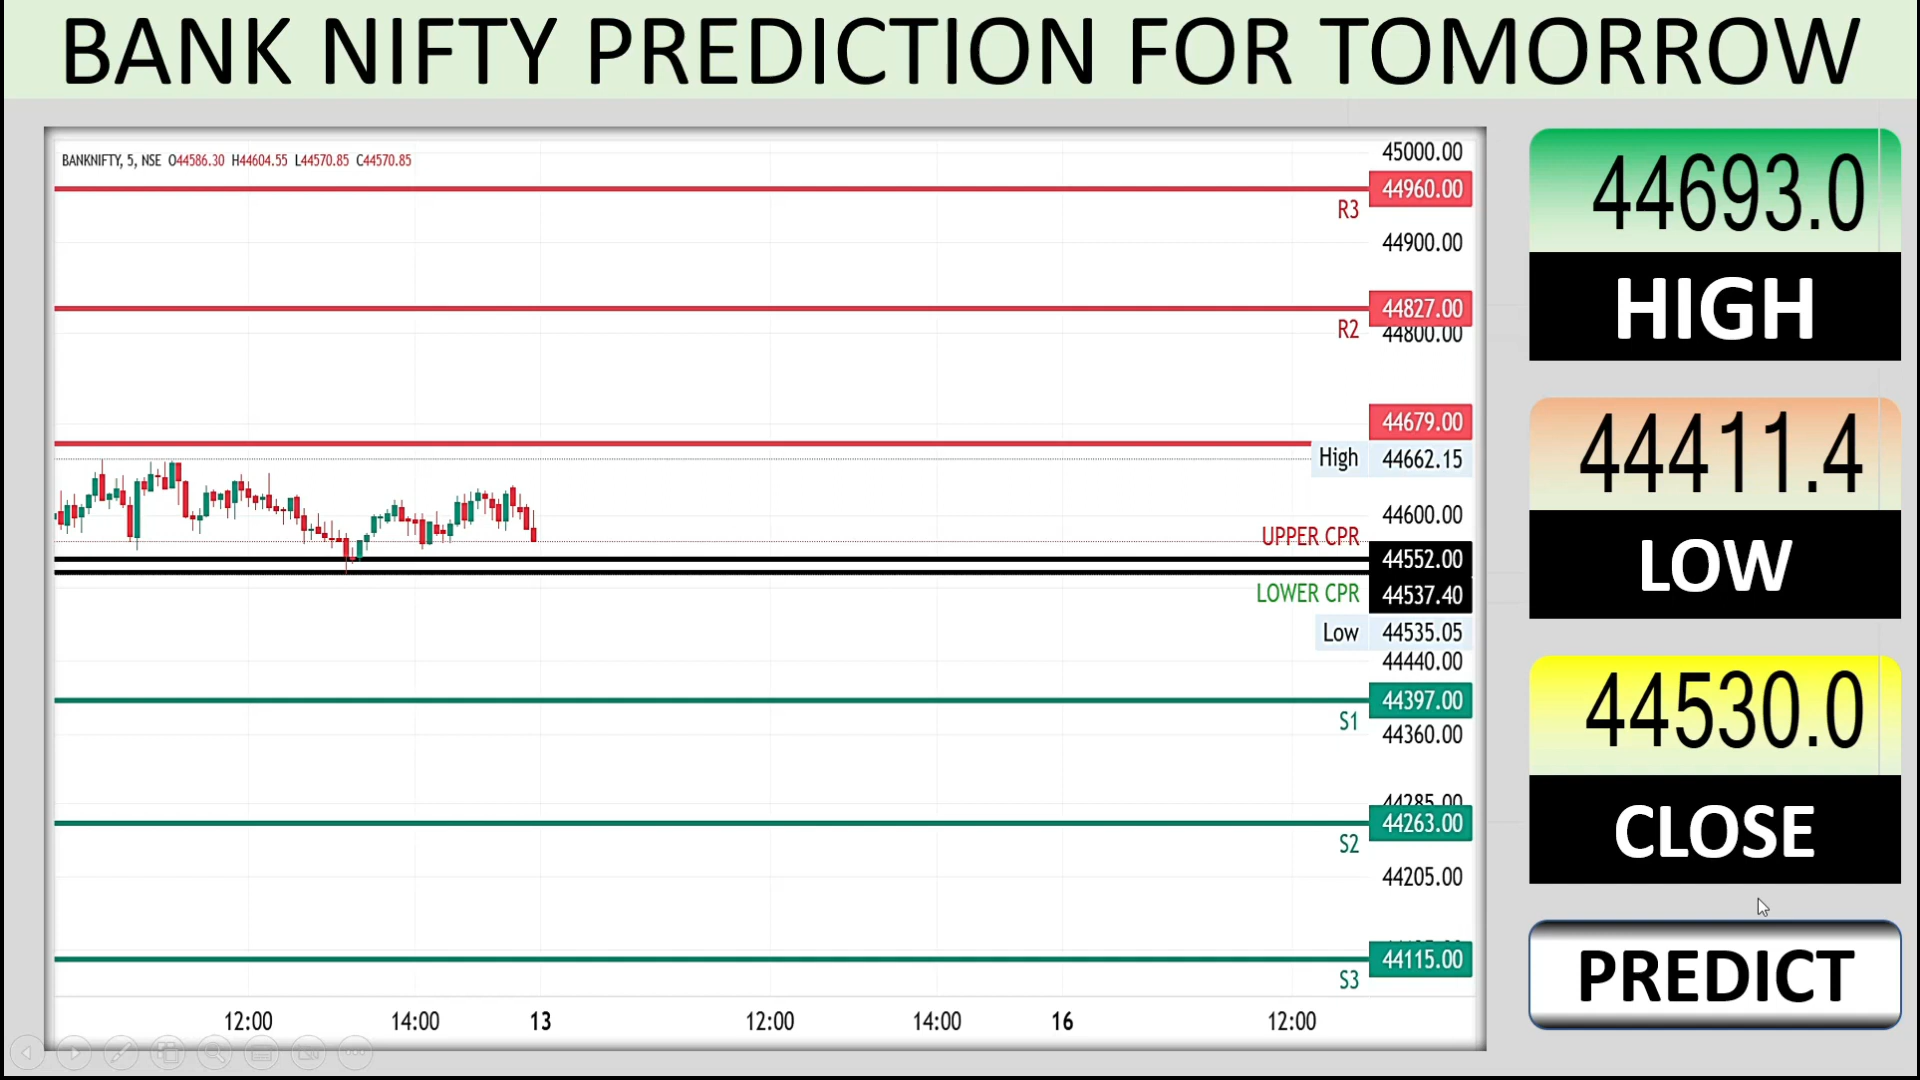 BANK NIFTY PREDICTION FOR TOMORROW
BANKNIFTY, 5, NSE O44586.30 H44604.55 L44570.85 C44570.85
45000.00
44960.00
R3
44900.00
44827.00
R2
44800.00
44679.00
High 44662.15
44600.00
UPPER CPR
44552.00
LOWER CPR 44537.40
Low 44535.05
44440.00
44397.00
S1
44360.00
44285.00
44263.00
S2
44205.00
44115.00
S3
12:00 14:00 13 12:00 14:00 16 12:00
44693.0
HIGH
44411.4
LOW
44530.0
CLOSE
PREDICT